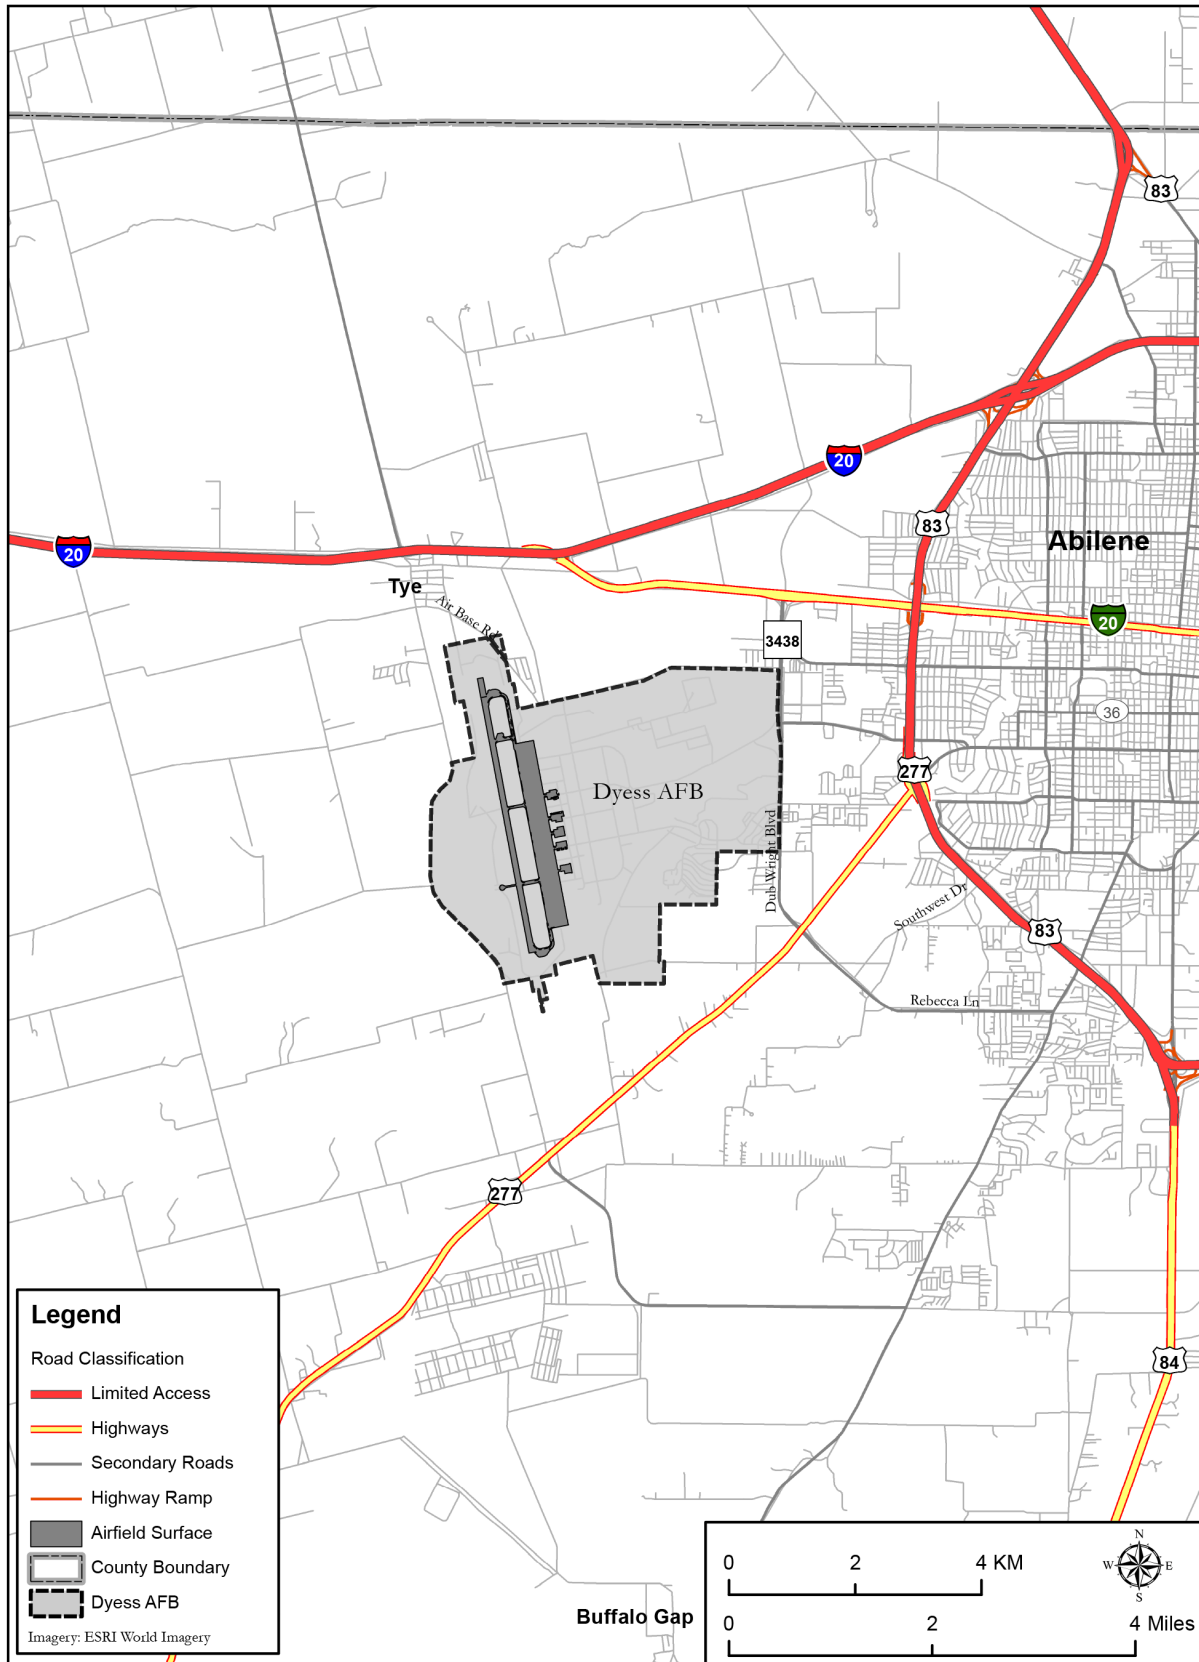 83
20
83
Abilene
20
Tye
Air Base Rd
20
3438
36
277
Dyess AFB
Dub Wright Blvd
Southwest Dr
83
Rebecca Ln
277
84
Legend
Road Classification
Limited Access
Highways
Secondary Roads
Highway Ramp
Airfield Surface
County Boundary
Dyess AFB
Imagery: ESRI World Imagery
Buffalo Gap
0 2 4 KM
0 2 4 Miles
N
W E
S